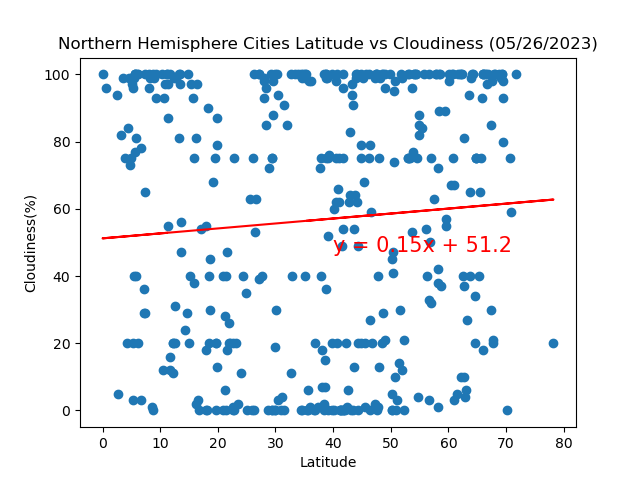 Northern Hemisphere Cities Latitude vs Cloudiness (05/26/2023)
100
80
60
40
20
0
Cloudiness(%)
y = 0.15x + 51.2
0 10 20 30 40 50 60 70 80
Latitude